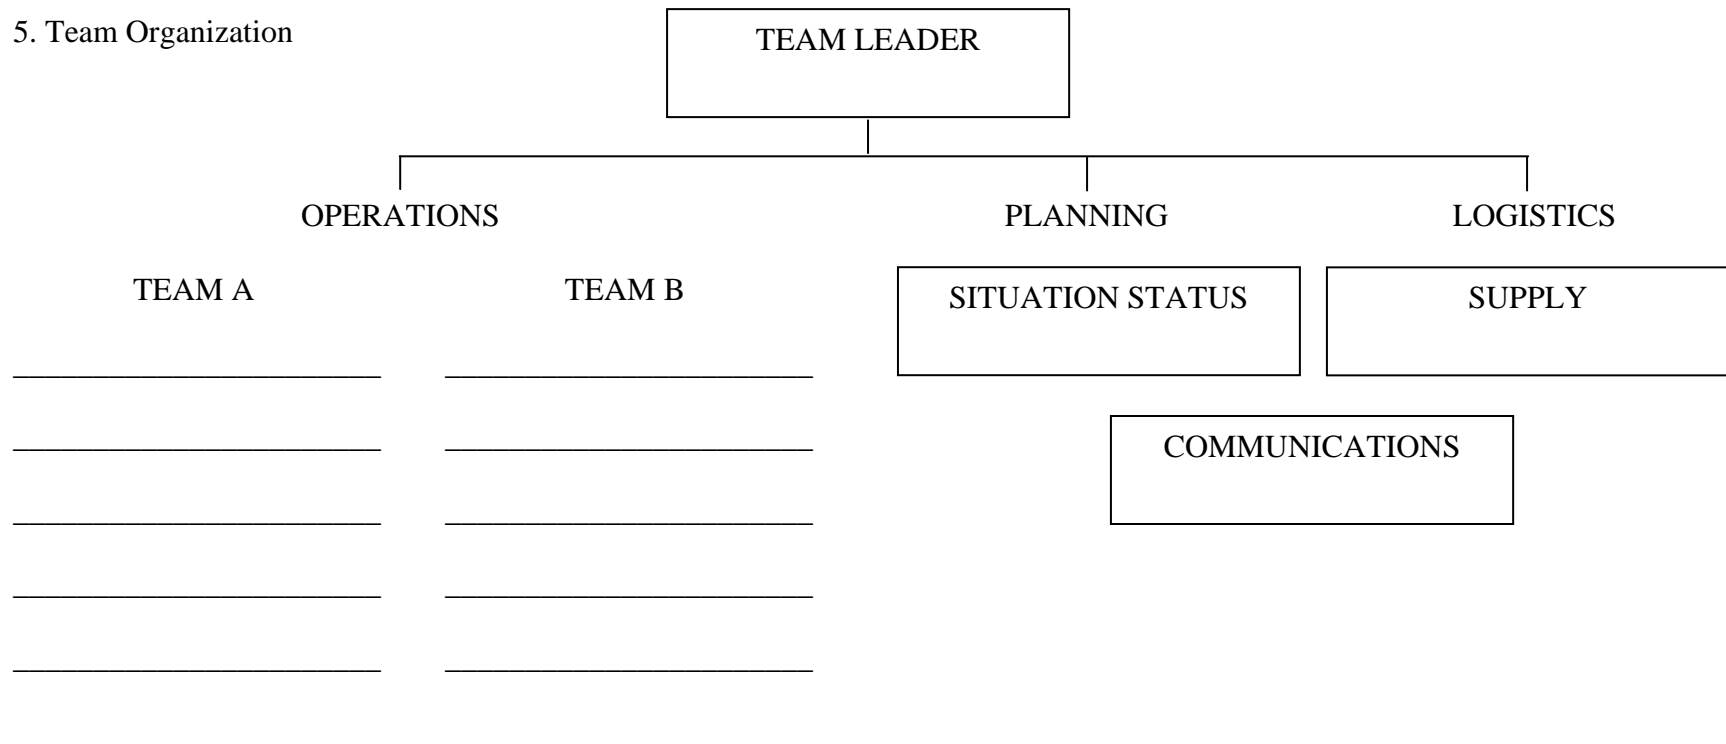 5. Team Organization
TEAM LEADER
OPERATIONS
PLANNING
LOGISTICS
TEAM A
TEAM B
SITUATION STATUS
SUPPLY
COMMUNICATIONS